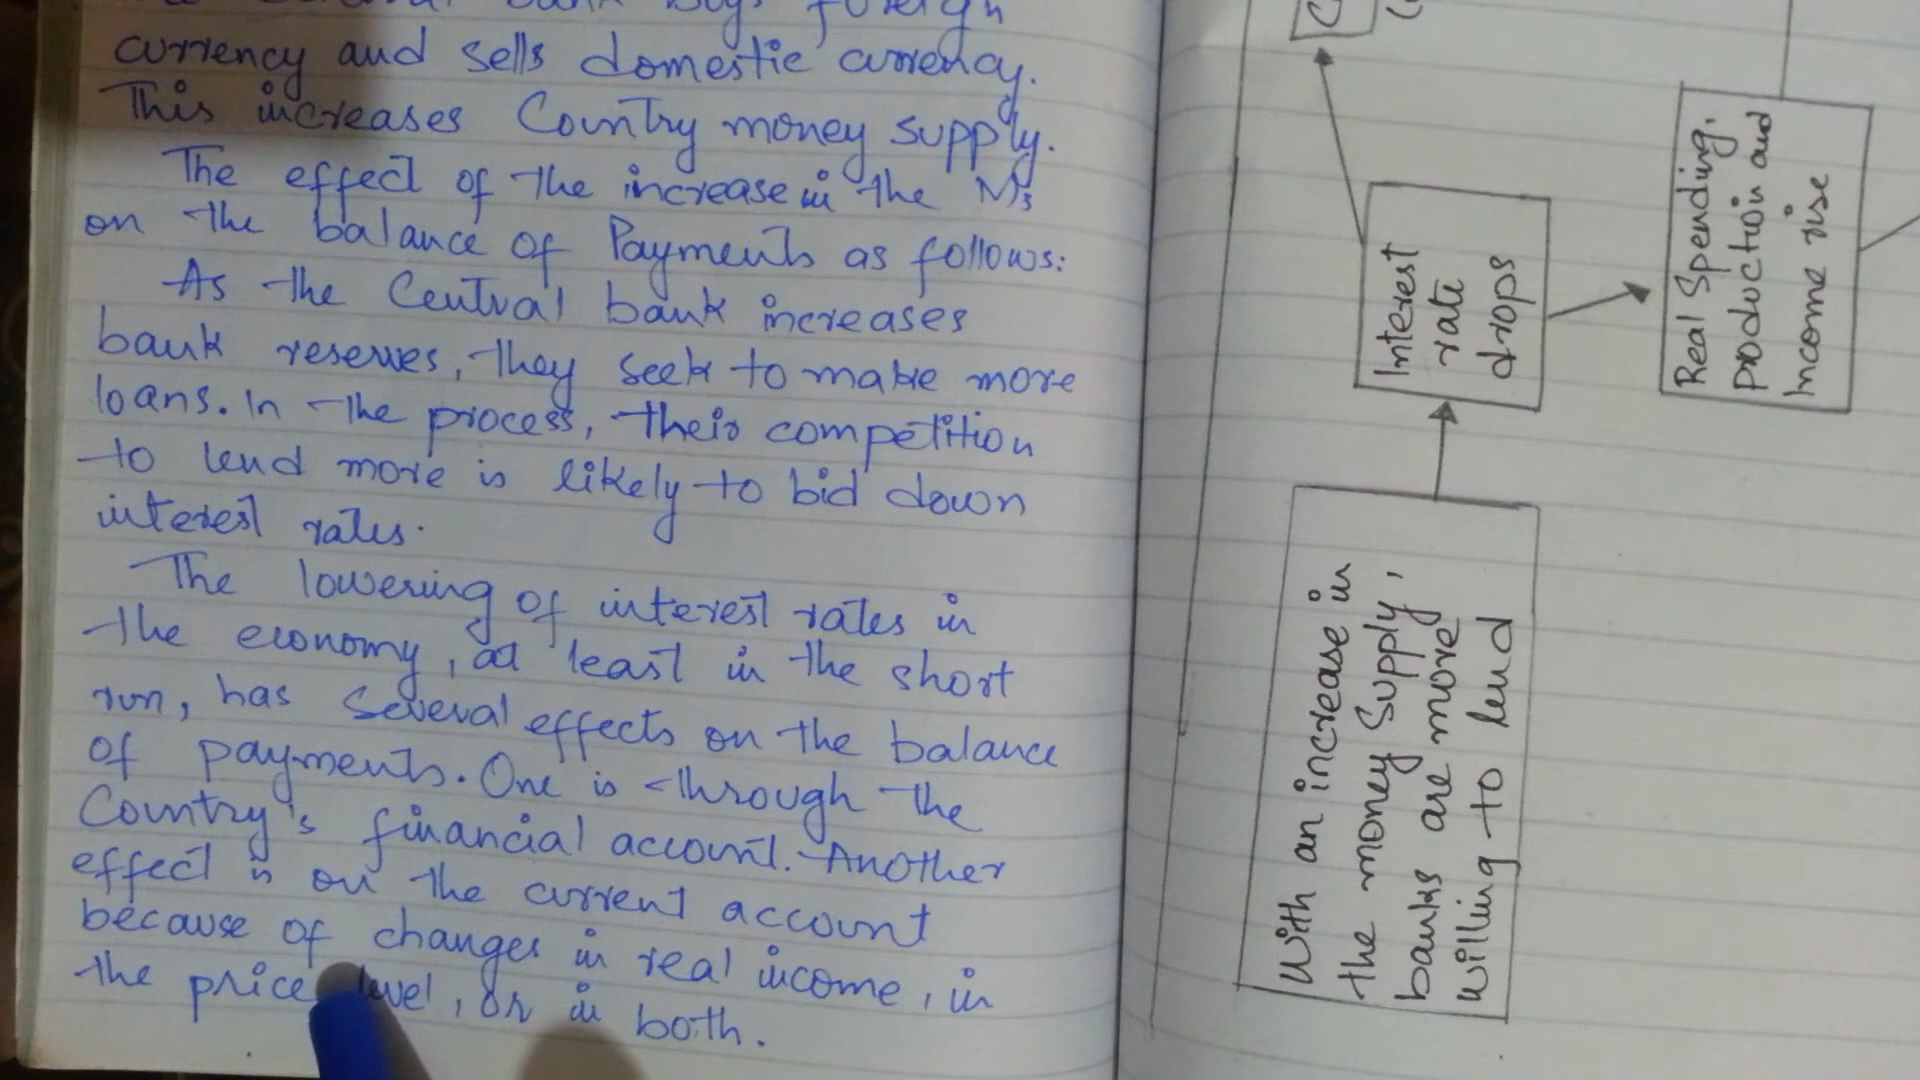 bank buys foreign
currency and sells domestic currency.
This increases Country money supply.
The effect of the increase in the Ms
on the balance of Payments as follows:
As the Central bank increases
bank reserves, they seek to make more
loans. In the process, their competition
to lend more is likely to bid down
interest rates.
The lowering of interest rates in
the economy, at least in the short
run, has several effects on the balance
of payments. One is through the
Country's financial account. Another
effect is on the current account
because of changes in real income, in
the price level, or in both.
With an increase in
the money supply,
banks are more
willing to lend
Interest
rate
drops
Real Spending.
production and
Income rise